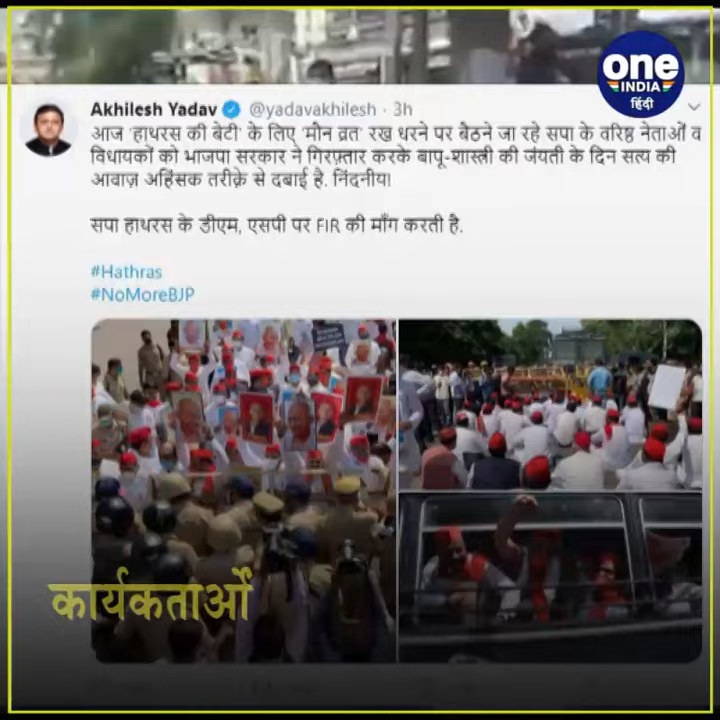 one
INDIA
हिंदी
Akhilesh Yadav @yadavakhilesh · 3h
आज 'हाथरस की बेटी' के लिए 'मौन व्रत' रख धरने पर बैठने जा रहे सपा के वरिष्ठ नेताओं व
विधायकों को भाजपा सरकार ने गिरफ़्तार करके बापू-शास्त्री की जयंती के दिन सत्य की
आवाज़ अहिंसक तरीक़े से दबाई है. निंदनीय!
सपा हाथरस के डीएम, एसपी पर FIR की माँग करती है.
#Hathras
#NoMoreBJP
कार्यकर्ताओं